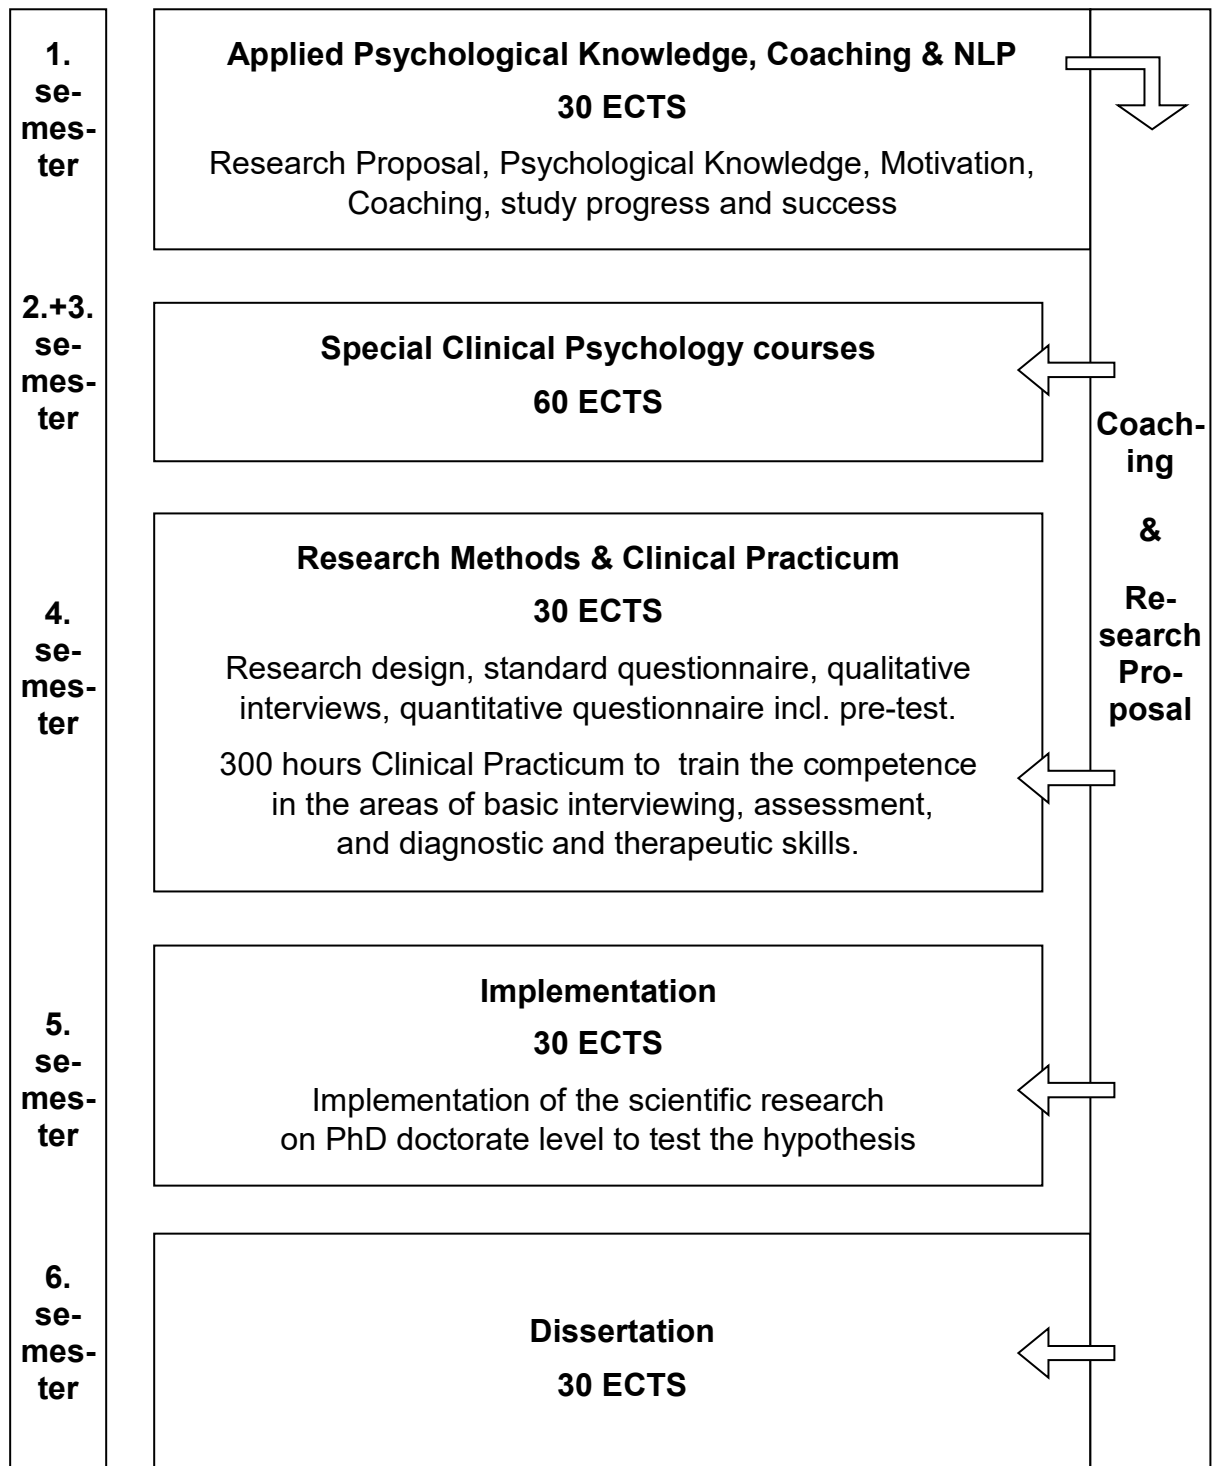 1.
se-
mes-
ter
Applied Psychological Knowledge, Coaching & NLP
30 ECTS
Research Proposal, Psychological Knowledge, Motivation,
Coaching, study progress and success
2.+3.
se-
mes-
ter
Special Clinical Psychology courses
60 ECTS
4.
se-
mes-
ter
Research Methods & Clinical Practicum
30 ECTS
Research design, standard questionnaire, qualitative
interviews, quantitative questionnaire incl. pre-test.
300 hours Clinical Practicum to  train the competence
in the areas of basic interviewing, assessment,
and diagnostic and therapeutic skills.
5.
se-
mes-
ter
Implementation
30 ECTS
Implementation of the scientific research
on PhD doctorate level to test the hypothesis
6.
se-
mes-
ter
Dissertation
30 ECTS
Coach-
ing
&
Re-
search
Pro-
posal